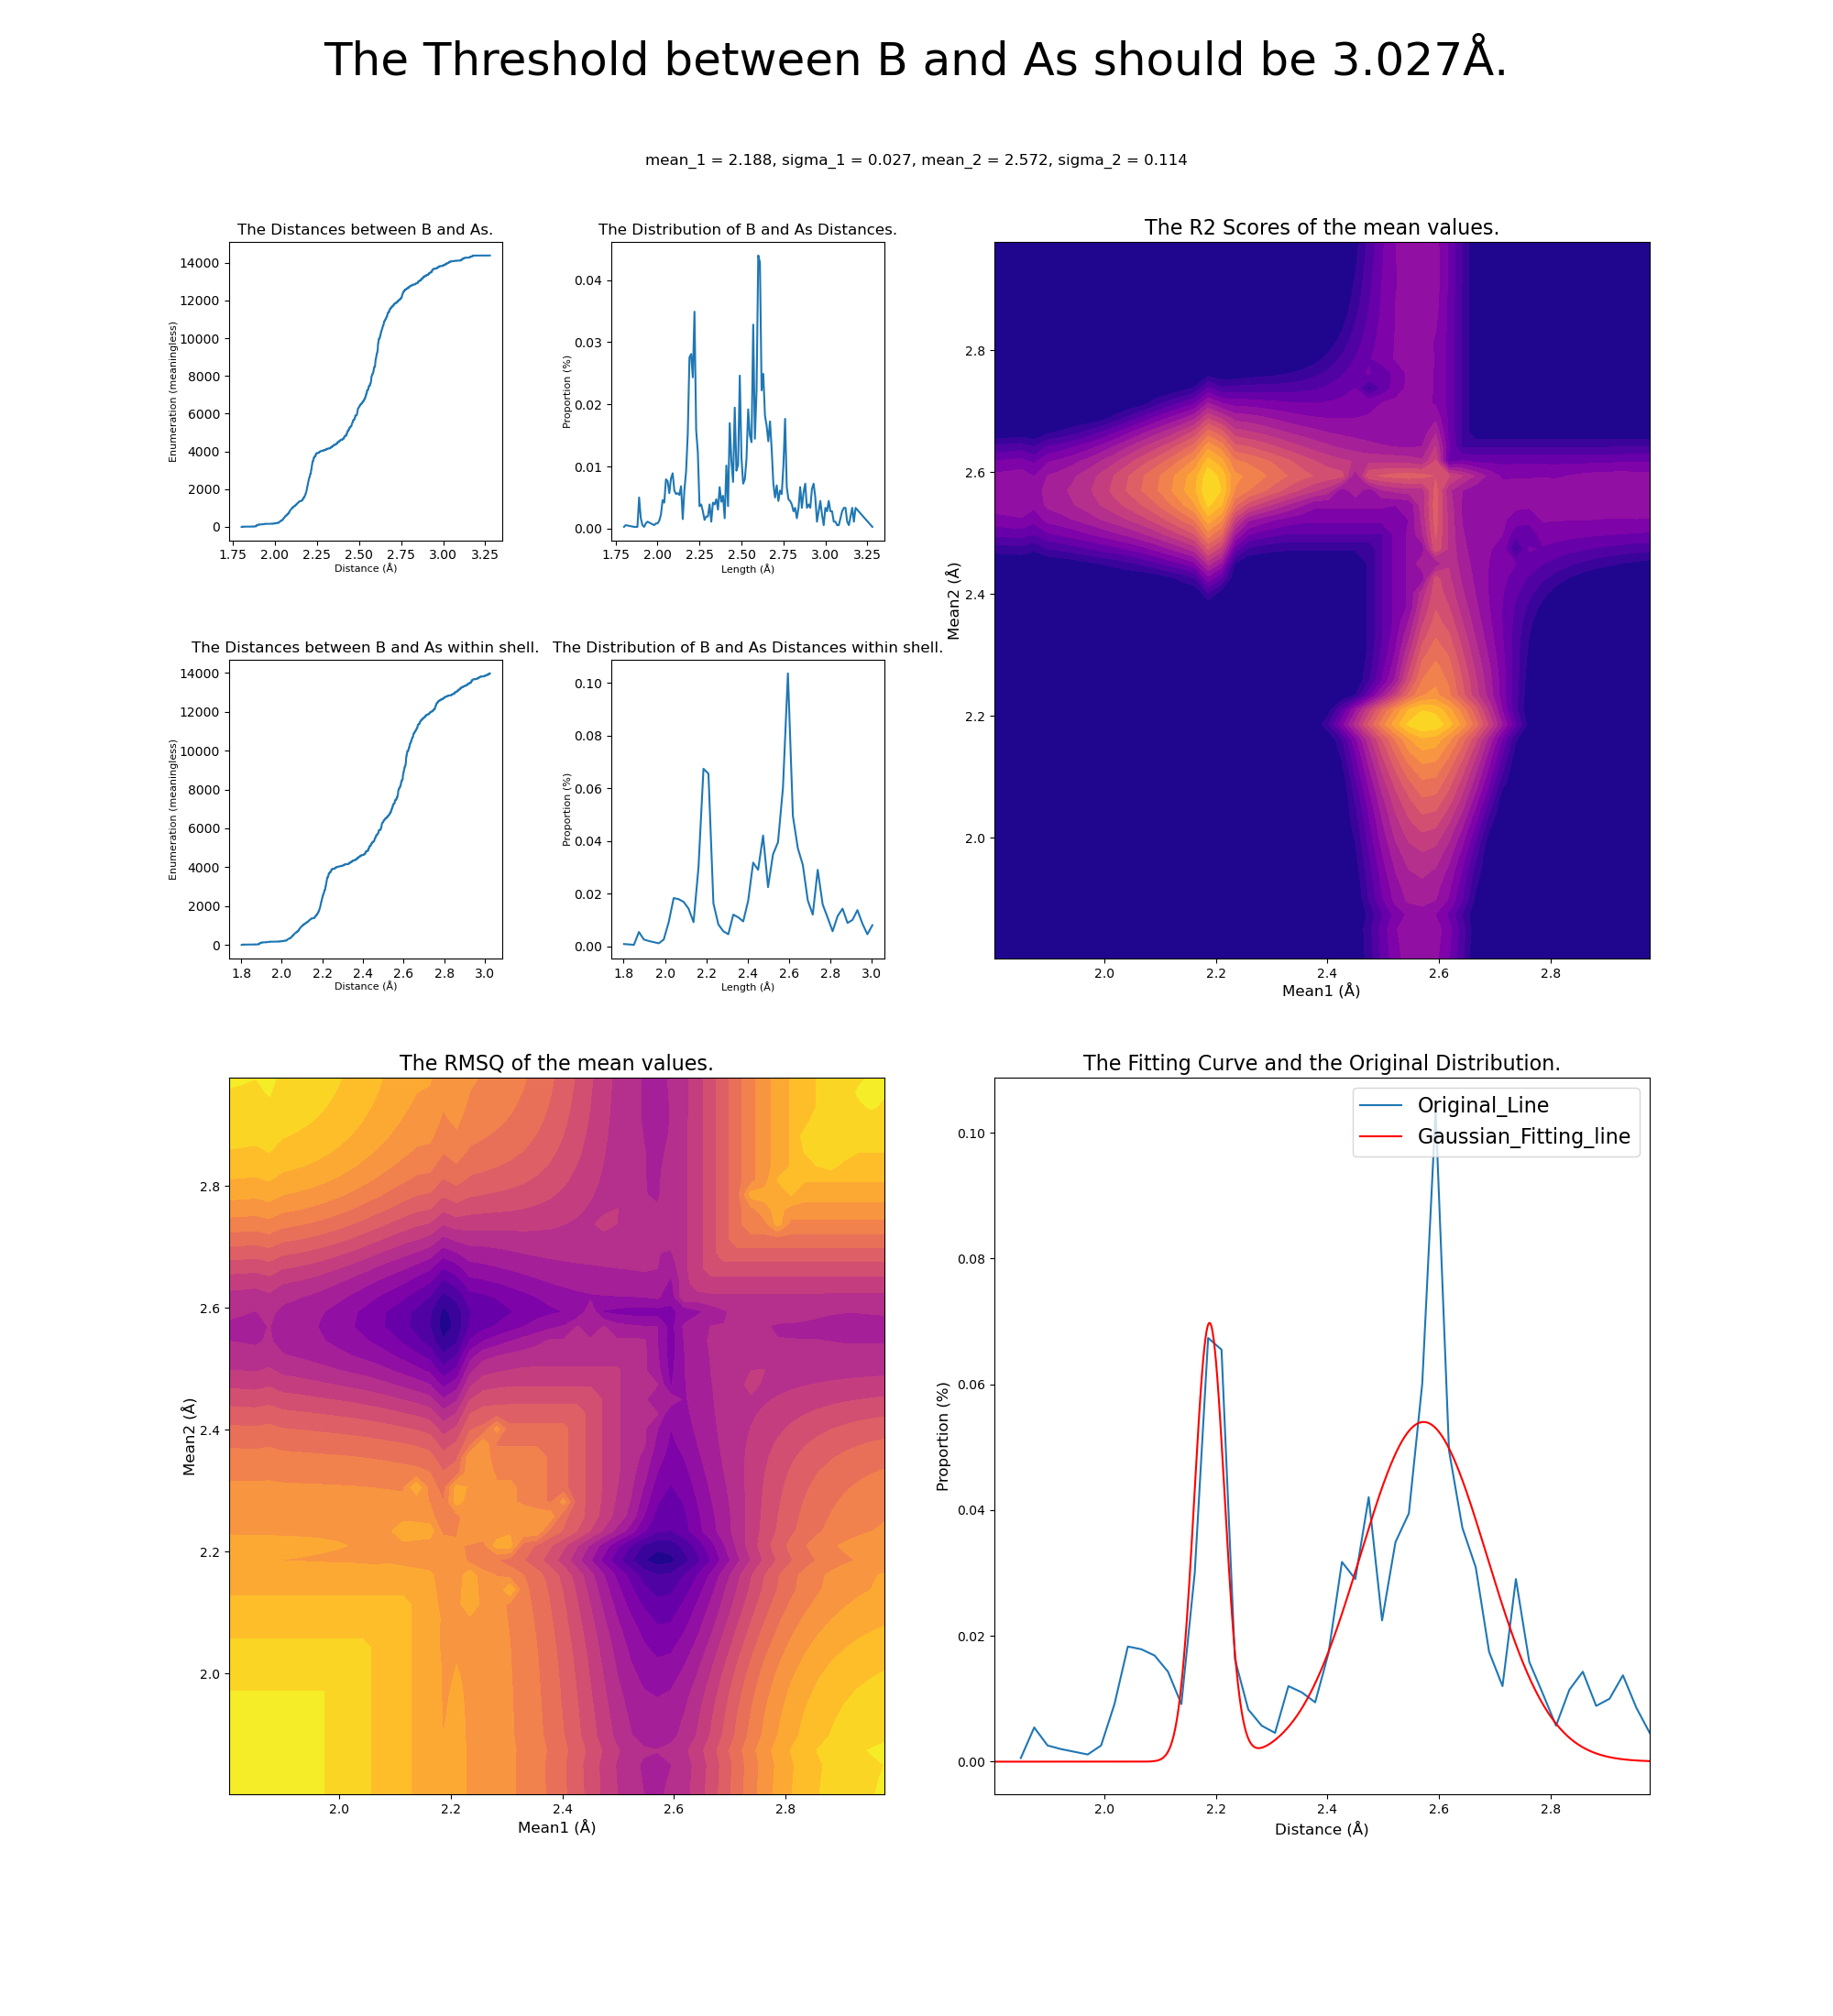 The Threshold between B and As should be 3.027Å.
mean_1 = 2.188, sigma_1 = 0.027, mean_2 = 2.572, sigma_2 = 0.114
The Distances between B and As.
14000
12000
10000
8000
6000
4000
2000
0
Enumeration (meaningless)
1.75 2.00 2.25 2.50 2.75 3.00 3.25
Distance (Å)
The Distribution of B and As Distances.
0.04
0.03
0.02
0.01
0.00
Proportion (%)
1.75 2.00 2.25 2.50 2.75 3.00 3.25
Length (Å)
The R2 Scores of the mean values.
2.8
2.6
2.4
2.2
2.0
Mean2 (Å)
2.0 2.2 2.4 2.6 2.8
Mean1 (Å)
The Distances between B and As within shell.
14000
12000
10000
8000
6000
4000
2000
0
Enumeration (meaningless)
1.8 2.0 2.2 2.4 2.6 2.8 3.0
Distance (Å)
The Distribution of B and As Distances within shell.
0.10
0.08
0.06
0.04
0.02
0.00
Proportion (%)
1.8 2.0 2.2 2.4 2.6 2.8 3.0
Length (Å)
The RMSQ of the mean values.
2.8
2.6
2.4
2.2
2.0
Mean2 (Å)
2.0 2.2 2.4 2.6 2.8
Mean1 (Å)
The Fitting Curve and the Original Distribution.
Original_Line
Gaussian_Fitting_line
0.10
0.08
0.06
0.04
0.02
0.00
Proportion (%)
2.0 2.2 2.4 2.6 2.8
Distance (Å)